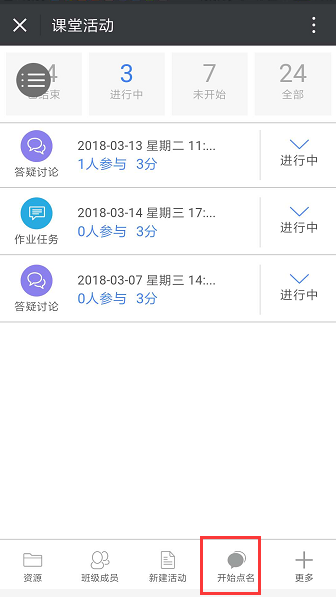 课堂活动
4 3 7 24
已结束 进行中 未开始 全部
2018-03-13 星期二 11:...
1人参与 3分
答疑讨论
进行中
2018-03-14 星期三 17:...
0人参与 3分
作业任务
进行中
2018-03-07 星期三 14:...
0人参与 3分
答疑讨论
进行中
资源 班级成员 新建活动 开始点名 更多